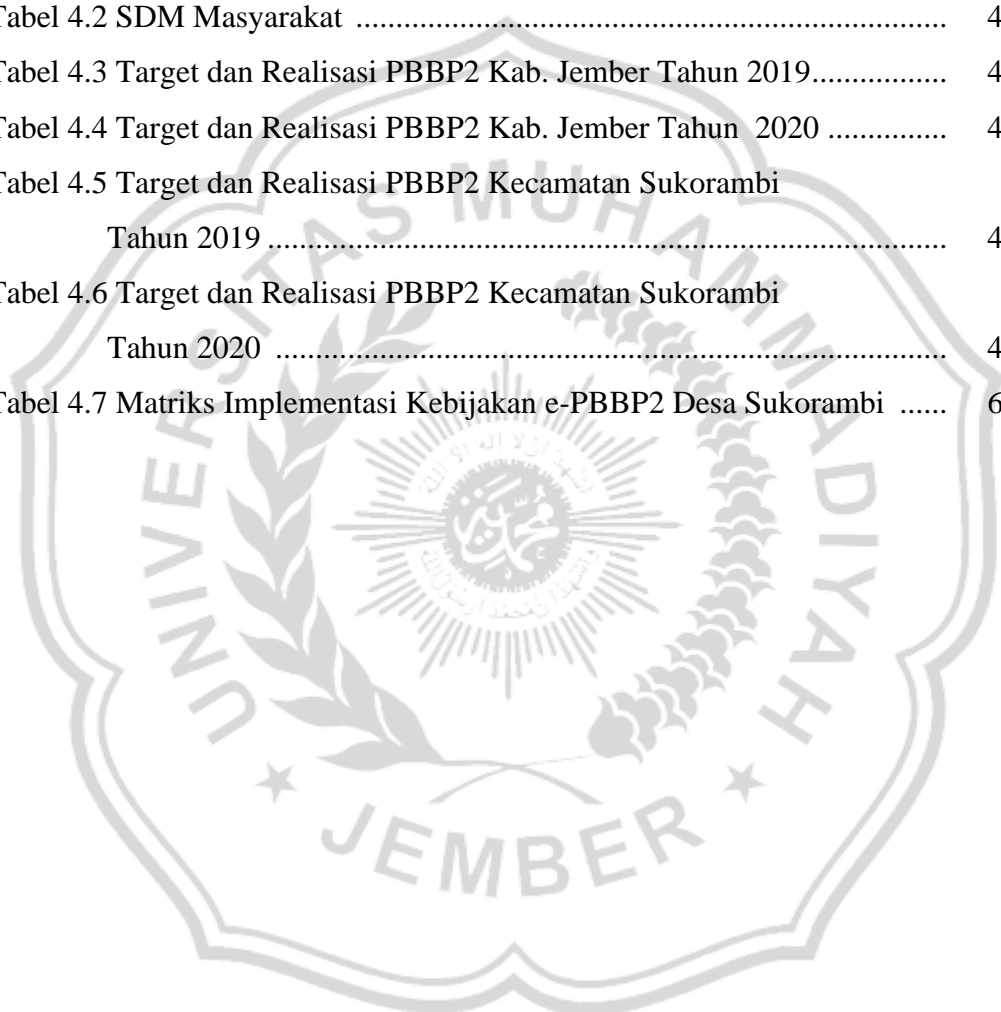 Tabel 4.2 SDM Masyarakat ........................................................................ 4
Tabel 4.3 Target dan Realisasi PBBP2 Kab. Jember Tahun 2019................. 4
Tabel 4.4 Target dan Realisasi PBBP2 Kab. Jember Tahun 2020 ............... 4
Tabel 4.5 Target dan Realisasi PBBP2 Kecamatan Sukorambi
Tahun 2019 ....................................................................................... 4
Tabel 4.6 Target dan Realisasi PBBP2 Kecamatan Sukorambi
Tahun 2020 ...................................................................................... 4
Tabel 4.7 Matriks Implementasi Kebijakan e-PBBP2 Desa Sukorambi ...... 6
UNIVERSITAS MUHAMMADIYAH
JEMBER